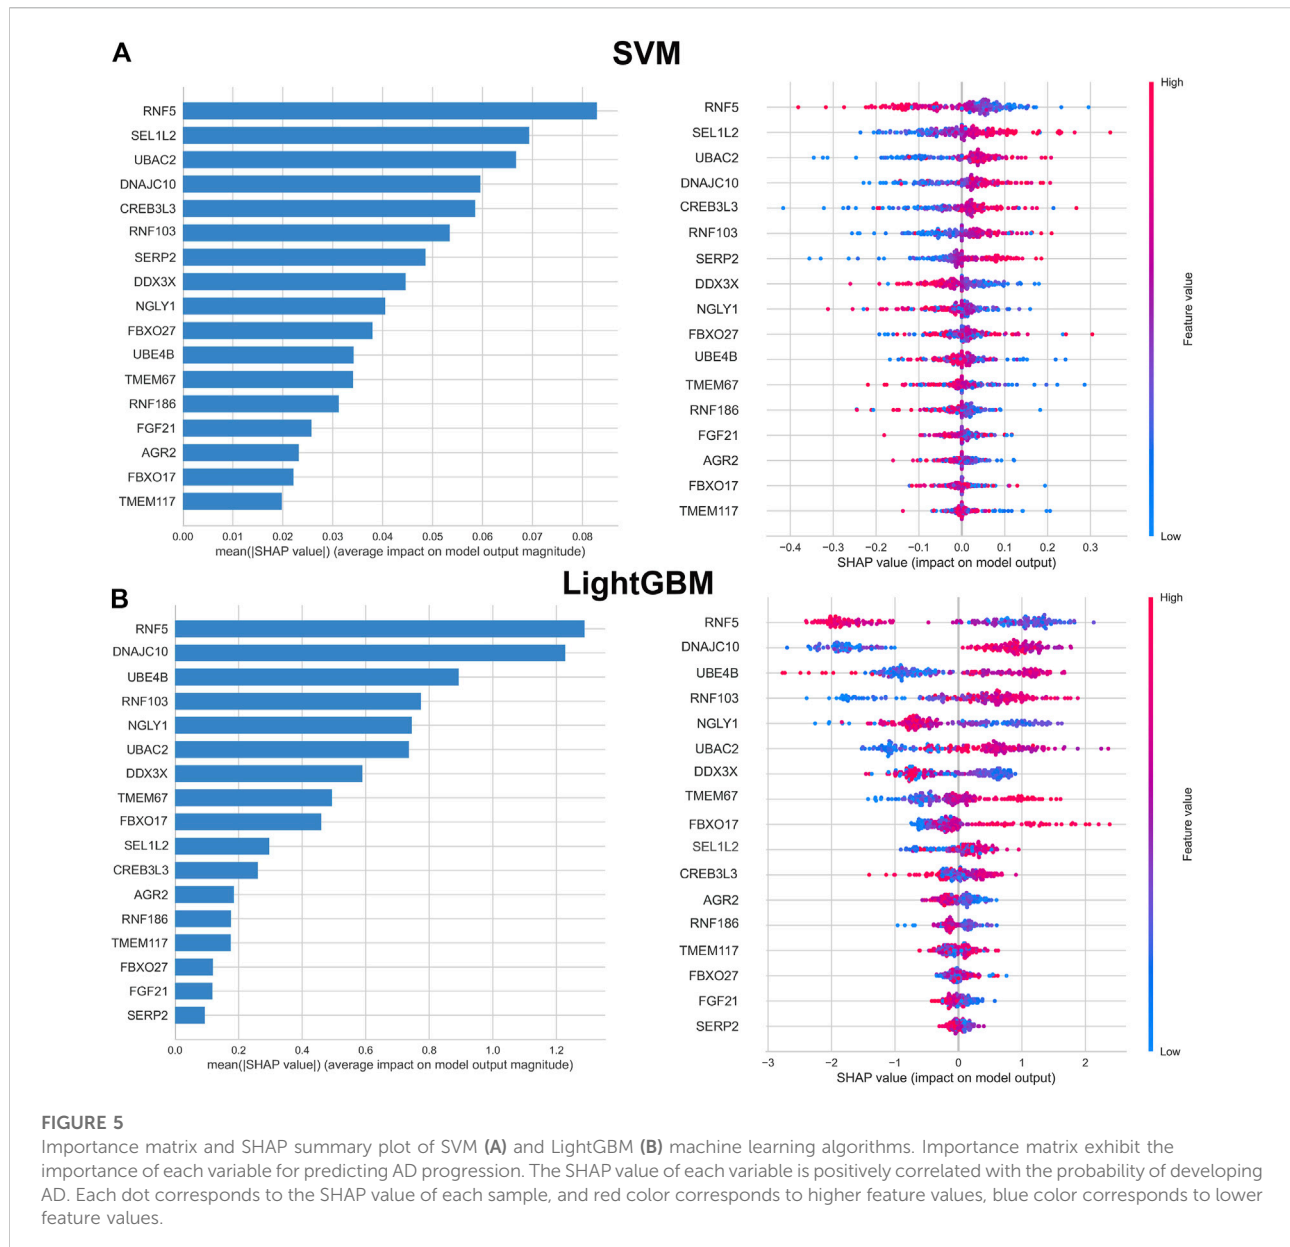 A
SVM
RNF5
SEL1L2
UBAC2
DNAJC10
CREB3L3
RNF103
SERP2
DDX3X
NGLY1
FBXO27
UBE4B
TMEM67
RNF186
FGF21
AGR2
FBXO17
TMEM117
0.00 0.01 0.02 0.03 0.04 0.05 0.06 0.07 0.08
mean(|SHAP value|) (average impact on model output magnitude)
RNF5
SEL1L2
UBAC2
DNAJC10
CREB3L3
RNF103
SERP2
DDX3X
NGLY1
FBXO27
UBE4B
TMEM67
RNF186
FGF21
AGR2
FBXO17
TMEM117
−0.4 −0.3 −0.2 −0.1 0.0 0.1 0.2 0.3
SHAP value (impact on model output)
High
Feature value
Low
B
LightGBM
RNF5
DNAJC10
UBE4B
RNF103
NGLY1
UBAC2
DDX3X
TMEM67
FBXO17
SEL1L2
CREB3L3
AGR2
RNF186
TMEM117
FBXO27
FGF21
SERP2
0.0 0.2 0.4 0.6 0.8 1.0 1.2
mean(|SHAP value|) (average impact on model output magnitude)
RNF5
DNAJC10
UBE4B
RNF103
NGLY1
UBAC2
DDX3X
TMEM67
FBXO17
SEL1L2
CREB3L3
AGR2
RNF186
TMEM117
FBXO27
FGF21
SERP2
−3 −2 −1 0 1 2
SHAP value (impact on model output)
High
Feature value
Low
FIGURE 5
Importance matrix and SHAP summary plot of SVM (A) and LightGBM (B) machine learning algorithms. Importance matrix exhibit the
importance of each variable for predicting AD progression. The SHAP value of each variable is positively correlated with the probability of developing
AD. Each dot corresponds to the SHAP value of each sample, and red color corresponds to higher feature values, blue color corresponds to lower
feature values.